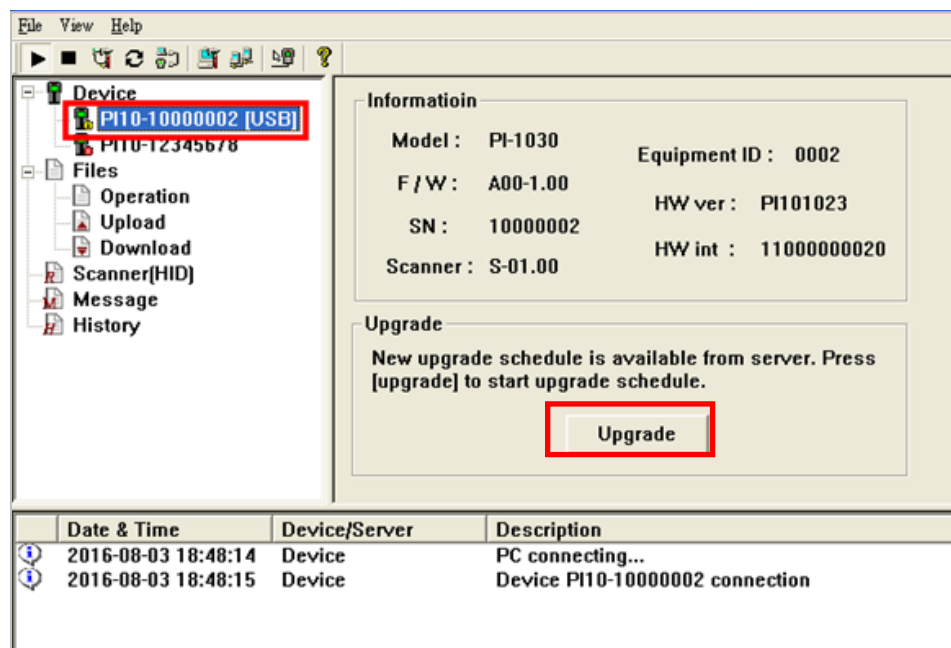 File View Help
Device
PI10-10000002 [USB]
PI10-12345678
Files
Operation
Upload
Download
Scanner(HID)
Message
History
Informatioin
Model : PI-1030
Equipment ID : 0002
F / W : A00-1.00
HW ver : PI101023
SN : 10000002
HW int : 11000000020
Scanner : S-01.00
Upgrade
New upgrade schedule is available from server. Press
[upgrade] to start upgrade schedule.
Upgrade
Date & Time Device/Server Description
2016-08-03 18:48:14 Device PC connecting...
2016-08-03 18:48:15 Device Device PI10-10000002 connection